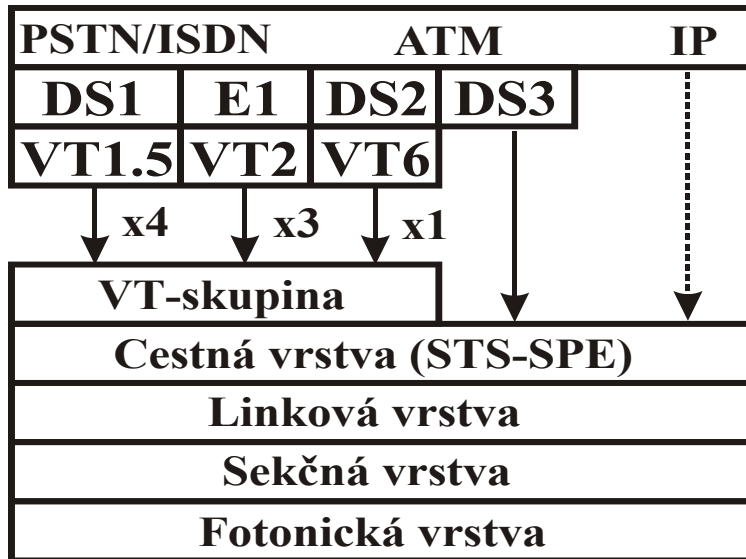 PSTN/ISDN ATM IP
DS1 E1 DS2 DS3
VT1.5 VT2 VT6
x4 x3 x1
VT-skupina
Cestná vrstva (STS-SPE)
Linková vrstva
Sekčná vrstva
Fotonická vrstva